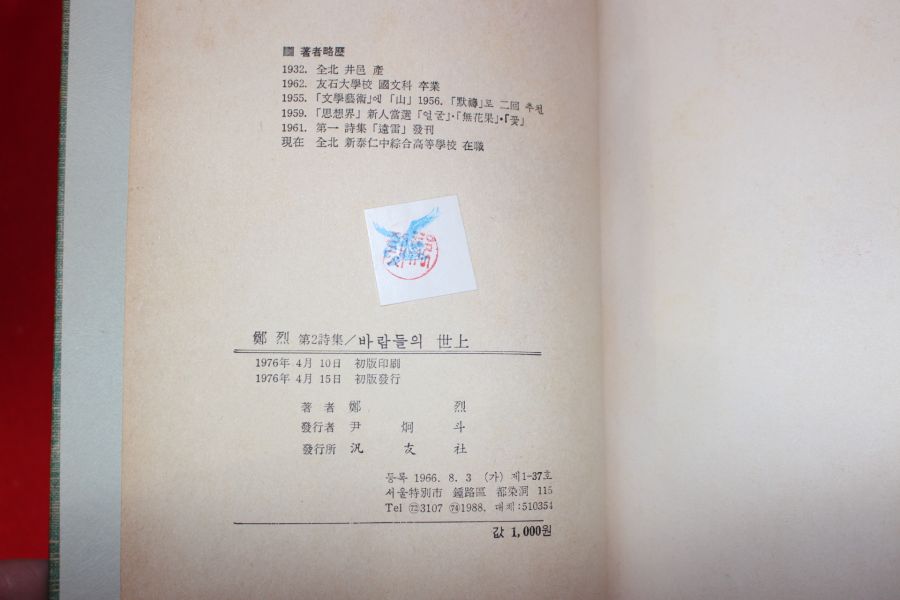 著者略歷
1932. 全北 井邑 產
1962. 友石大學校 國文科 卒業
1955. 「文學藝術」에 「山」 1956. 「默禱」로 二回 추천
1959. 「思想界」 新人當選 「얼굴」·「無花果」·「꽃」
1961. 第一 詩集 「遠雷」 發刊
現在 全北 新泰仁中綜合高等學校 在職
鄭烈 第2詩集/바람들의 世上
1976年 4月 10日 初版印刷
1976年 4月 15日 初版發行
著者 鄭烈
發行者 尹炯斗
發行所 汎友社
등록 1966. 8. 3 (가) 제1-37호
서울特別市 鍾路區 都染洞 115
Tel ㉒3107 ㉔1988. 대체:510354
값 1,000원